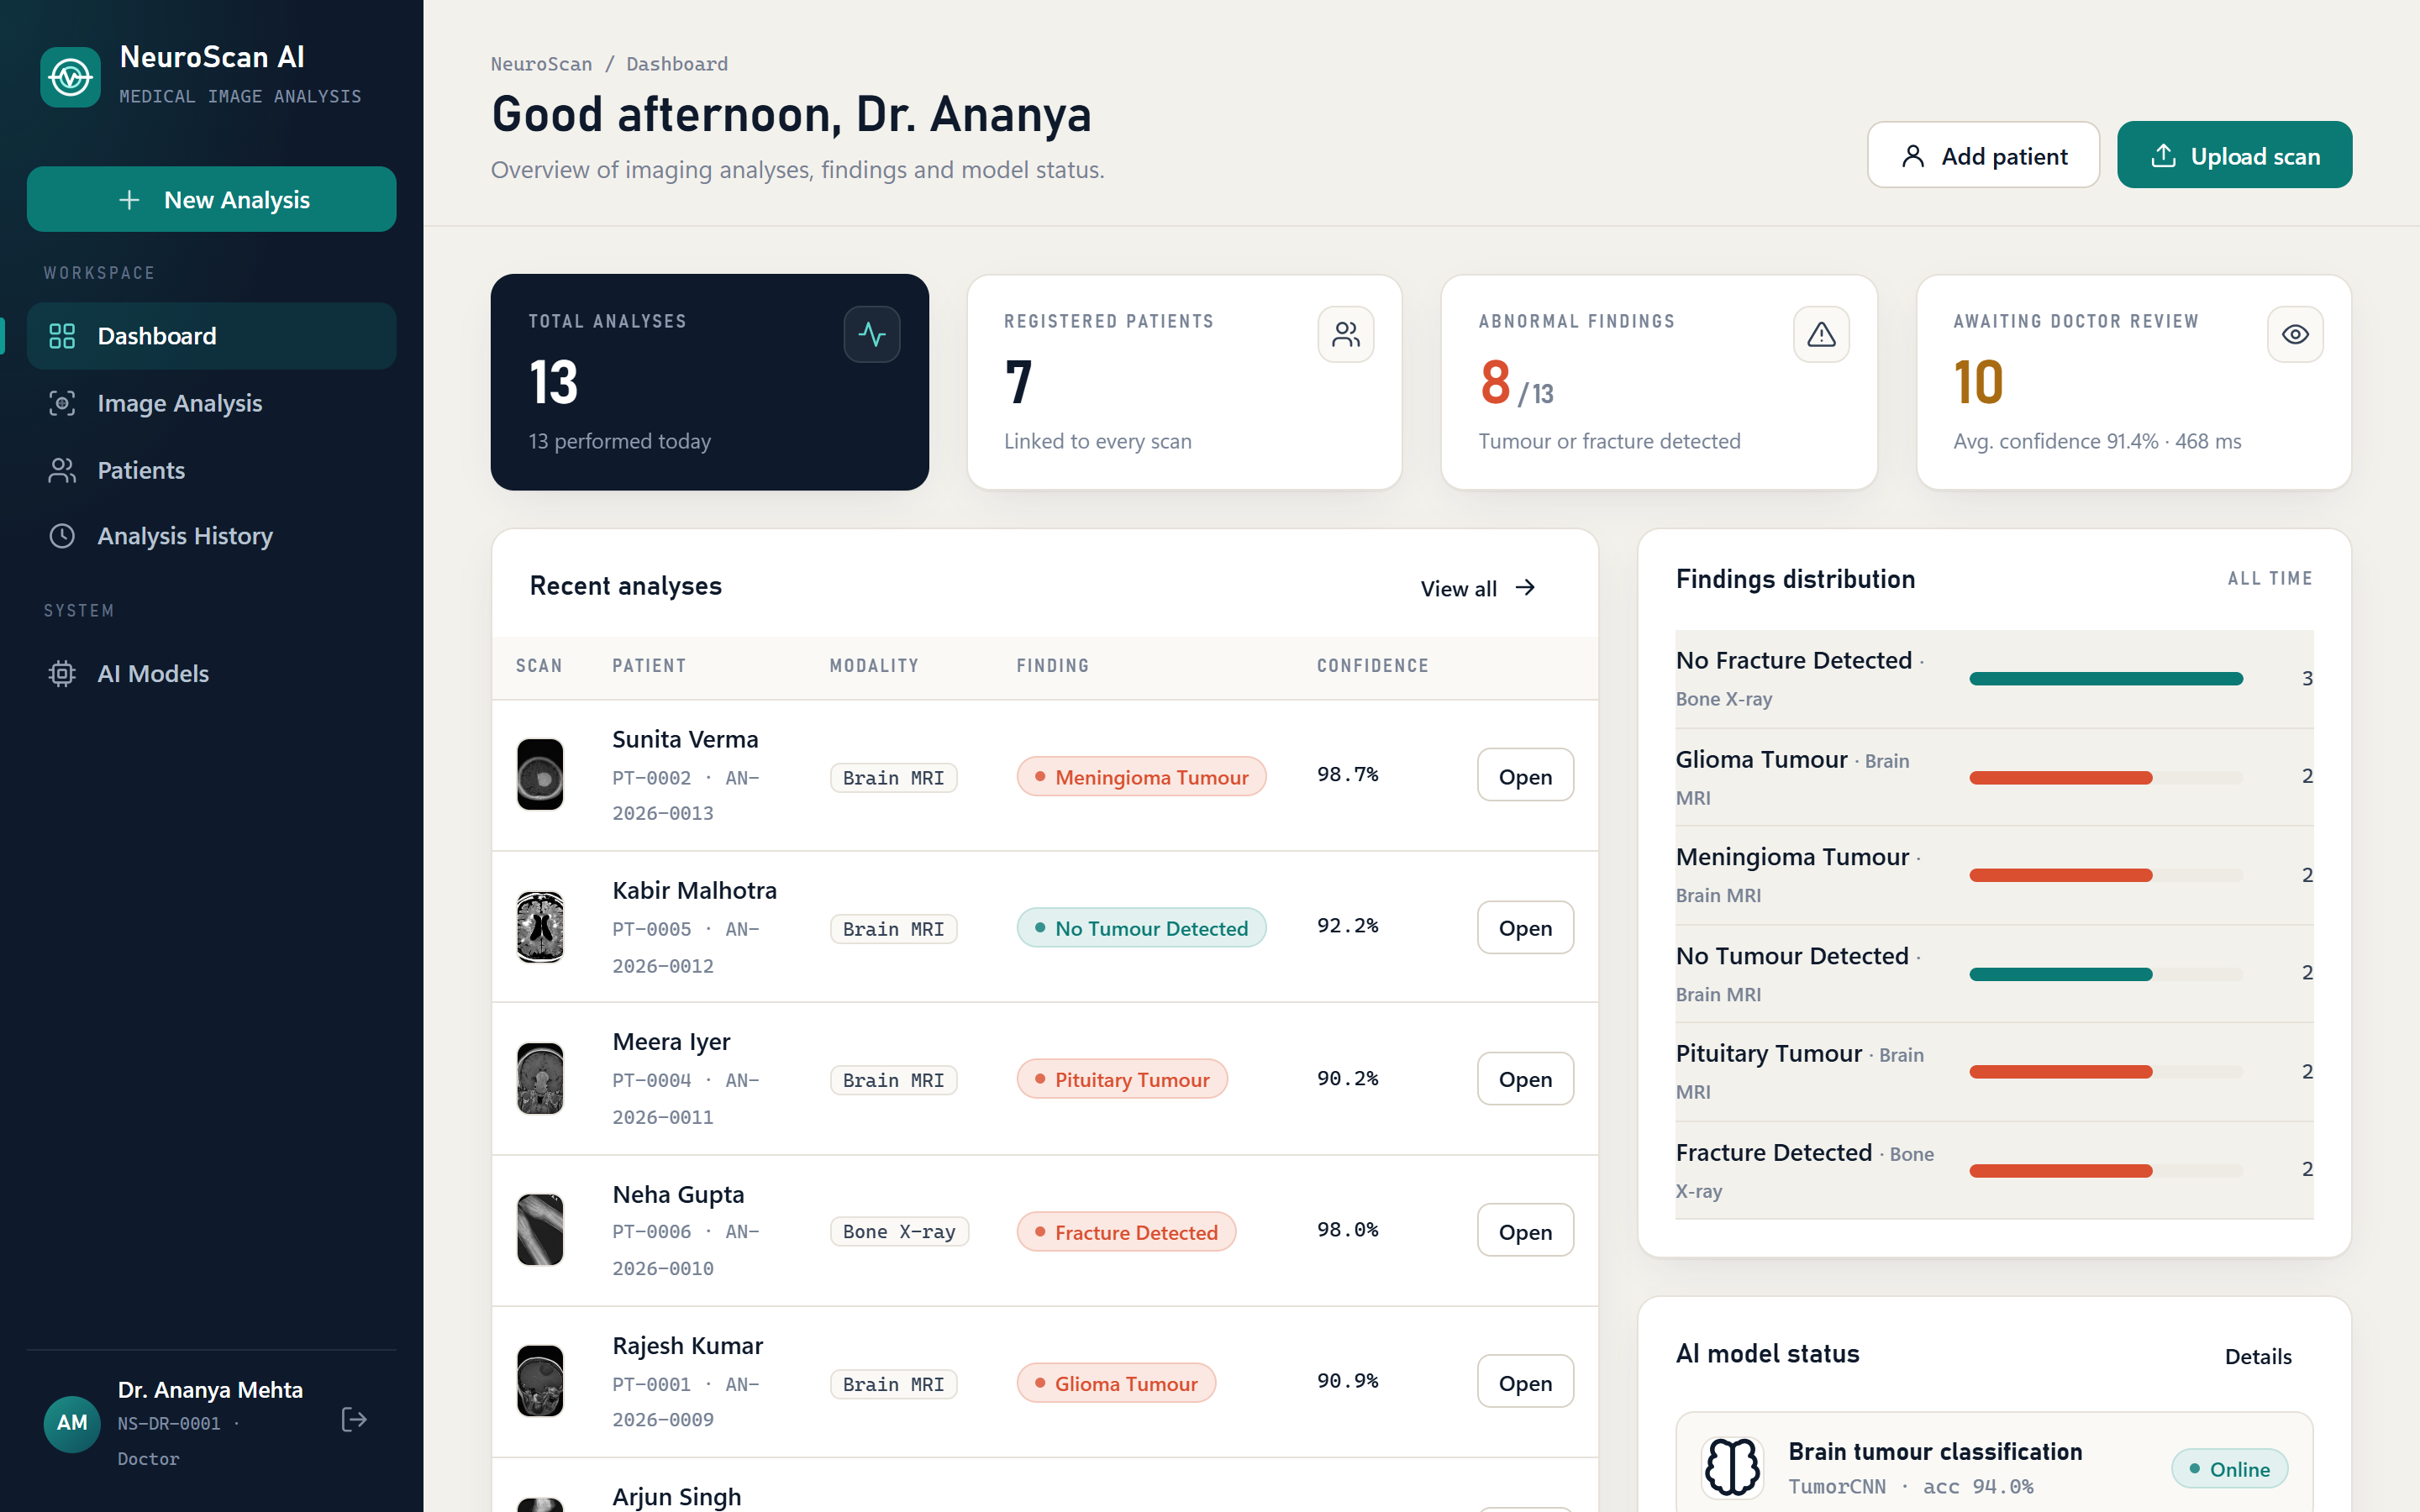 NeuroScan AI
MEDICAL IMAGE ANALYSIS
New Analysis
WORKSPACE
Dashboard
Image Analysis
Patients
Analysis History
SYSTEM
AI Models
AM
Dr. Ananya Mehta
NS-DR-0001 ·
Doctor
NeuroScan / Dashboard
Good afternoon, Dr. Ananya
Overview of imaging analyses, findings and model status.
Add patient
Upload scan
TOTAL ANALYSES
13
13 performed today
REGISTERED PATIENTS
7
Linked to every scan
ABNORMAL FINDINGS
8 /13
Tumour or fracture detected
AWAITING DOCTOR REVIEW
10
Avg. confidence 91.4% · 468 ms
Recent analyses
View all →
SCAN PATIENT MODALITY FINDING CONFIDENCE
Sunita Verma
PT-0002 · AN-
2026-0013
Brain MRI
Meningioma Tumour
98.7%
Open
Kabir Malhotra
PT-0005 · AN-
2026-0012
Brain MRI
No Tumour Detected
92.2%
Open
Meera Iyer
PT-0004 · AN-
2026-0011
Brain MRI
Pituitary Tumour
90.2%
Open
Neha Gupta
PT-0006 · AN-
2026-0010
Bone X-ray
Fracture Detected
98.0%
Open
Rajesh Kumar
PT-0001 · AN-
2026-0009
Brain MRI
Glioma Tumour
90.9%
Open
Arjun Singh
Findings distribution
ALL TIME
No Fracture Detected ·
Bone X-ray
3
Glioma Tumour · Brain
MRI
2
Meningioma Tumour ·
Brain MRI
2
No Tumour Detected ·
Brain MRI
2
Pituitary Tumour · Brain
MRI
2
Fracture Detected · Bone
X-ray
2
AI model status
Details
Brain tumour classification
TumorCNN · acc 94.0%
Online